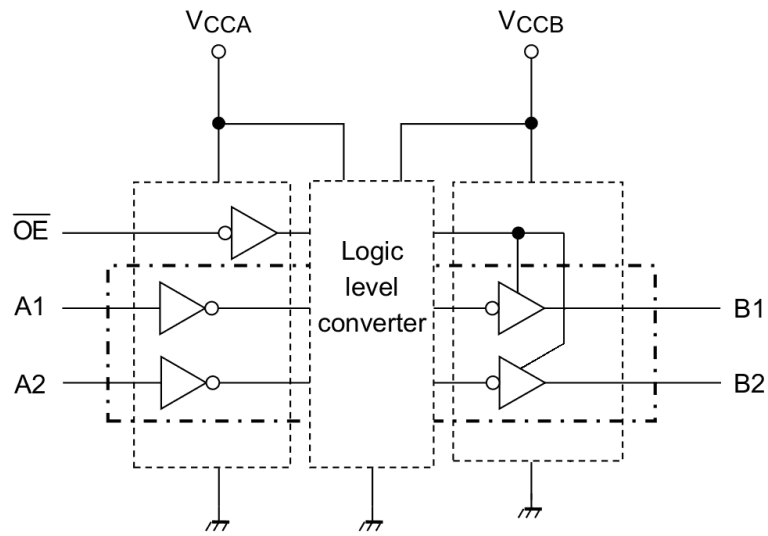 VCCA
VCCB
OE
Logic
level
converter
A1
B1
A2
B2